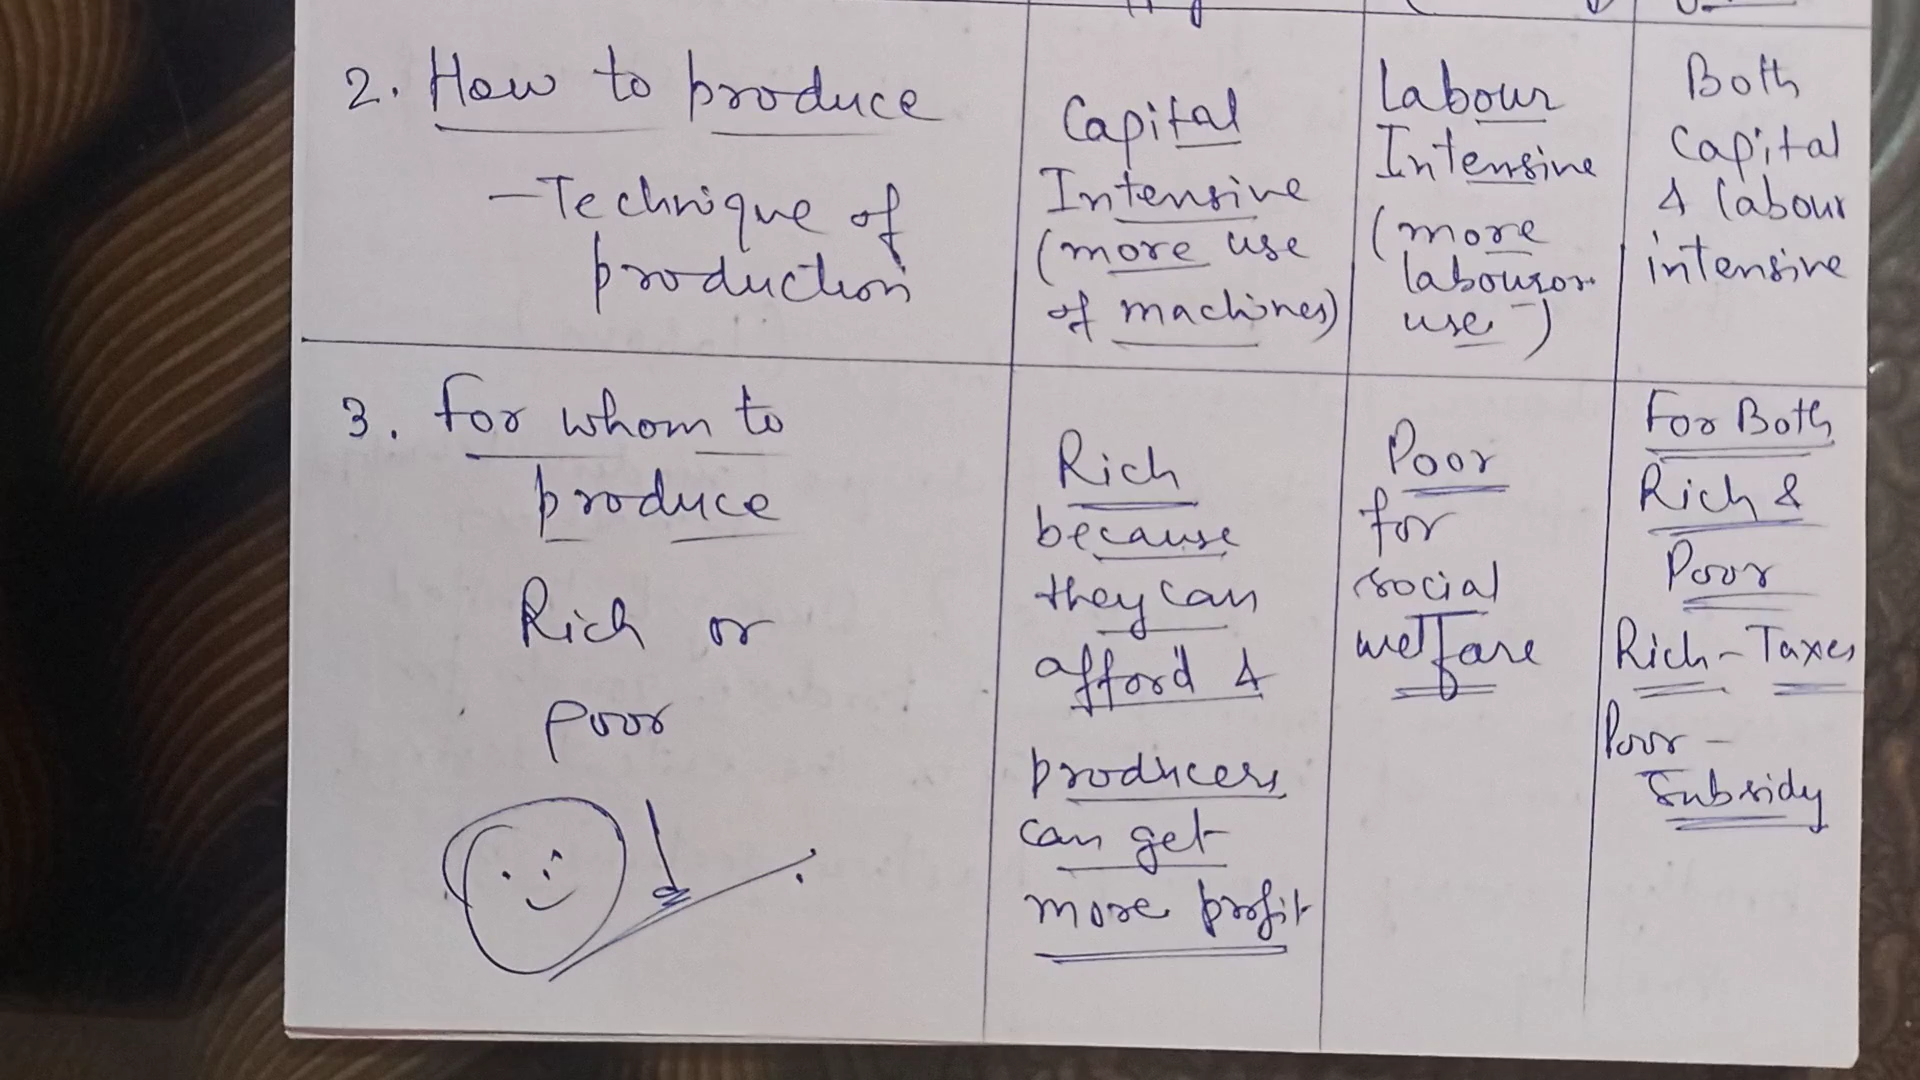 2. How to produce
-Technique of
production
Capital
Intensive
(more use
of machines)
Labour
Intensive
(more
labouror
use)
Both
Capital
& labour
intensive
3. For whom to
produce
Rich or
poor
Rich
because
they can
afford &
producers
can get
more profit
Poor
for
social
welfare
For Both
Rich &
Poor
Rich - Taxes
Poor -
Subsidy